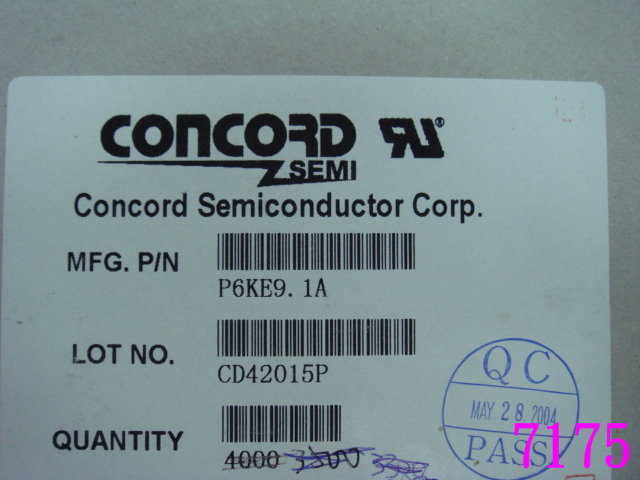 CONCORD
SEMI
Concord Semiconductor Corp.
MFG. P/N
P6KE9.1A
LOT NO.
CD42015P
QUANTITY
4000 3500
QC
MAY 28 2004
PASS
7175